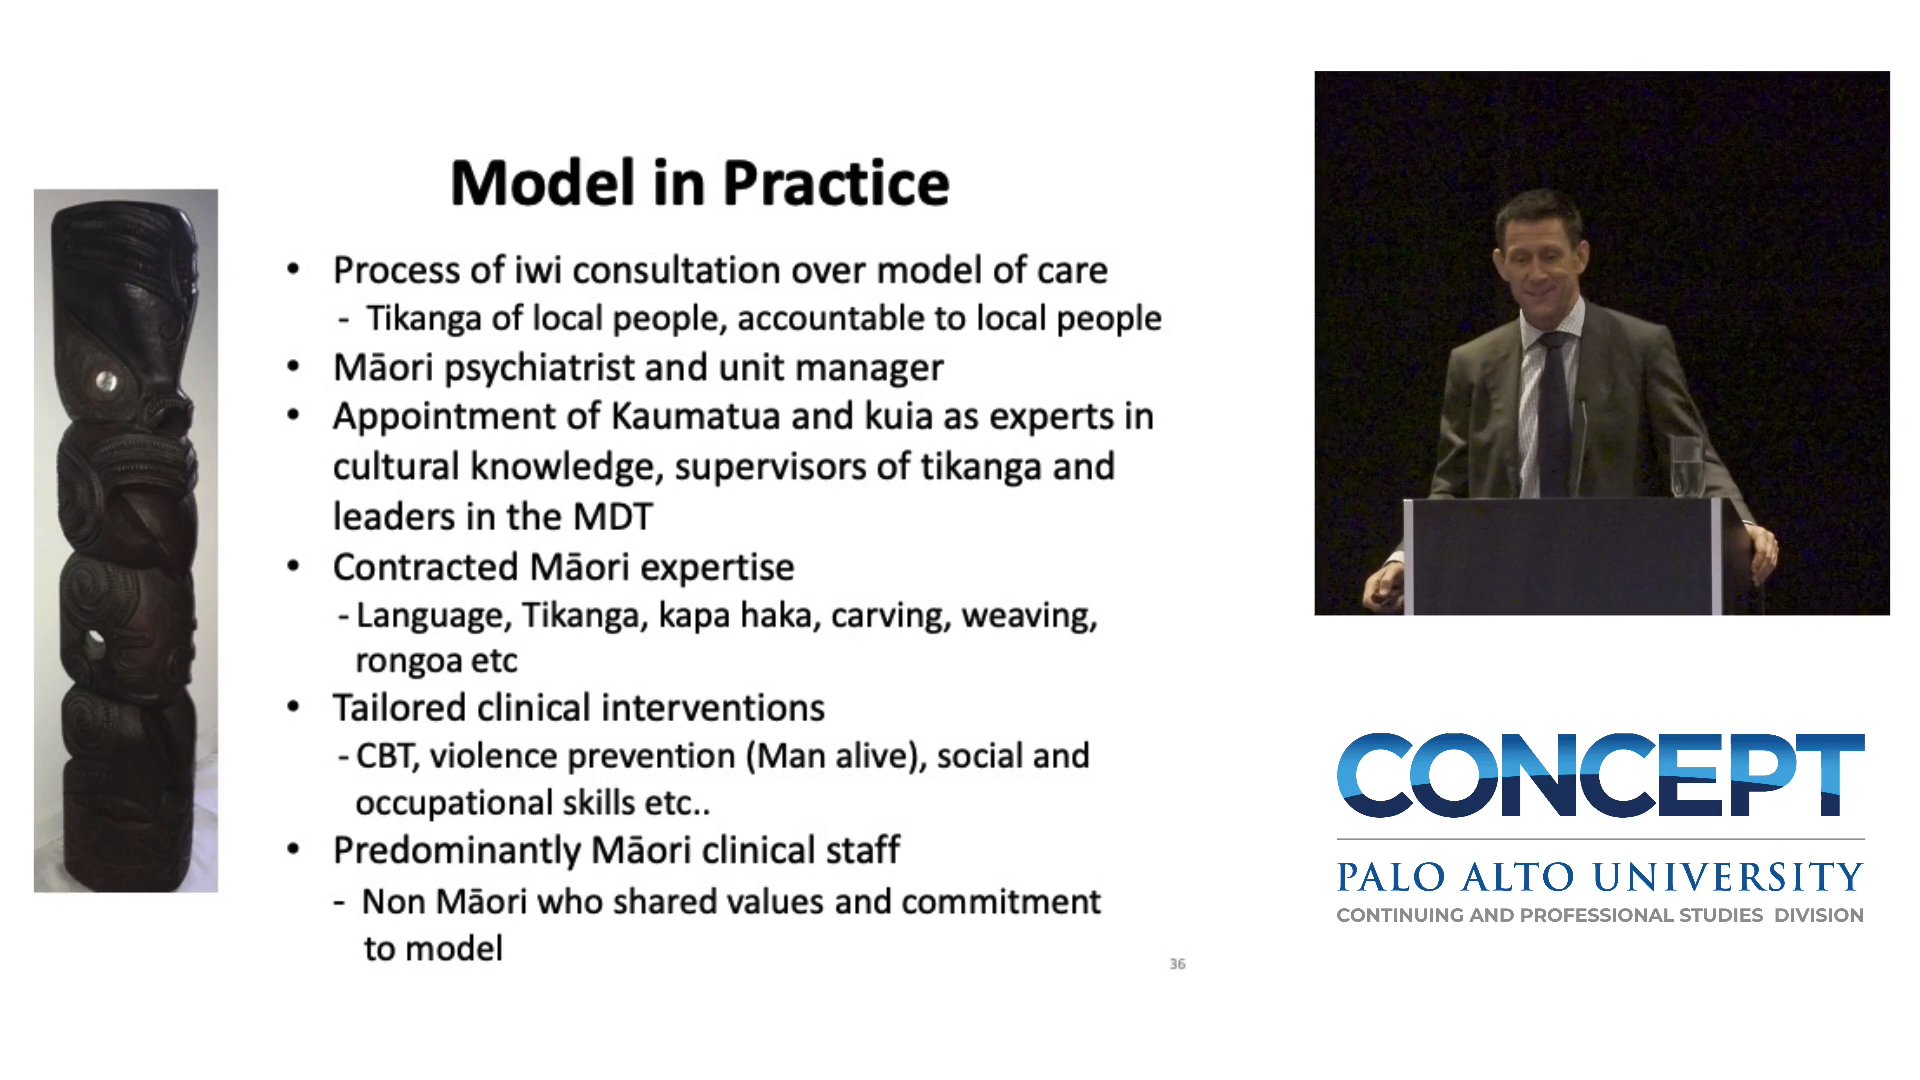 Model in Practice
• Process of iwi consultation over model of care
- Tikanga of local people, accountable to local people
• Māori psychiatrist and unit manager
• Appointment of Kaumatua and kuia as experts in
cultural knowledge, supervisors of tikanga and
leaders in the MDT
• Contracted Māori expertise
- Language, Tikanga, kapa haka, carving, weaving,
rongoa etc
• Tailored clinical interventions
- CBT, violence prevention (Man alive), social and
occupational skills etc..
• Predominantly Māori clinical staff
- Non Māori who shared values and commitment
to model
36
CONCEPT
PALO ALTO UNIVERSITY
CONTINUING AND PROFESSIONAL STUDIES DIVISION